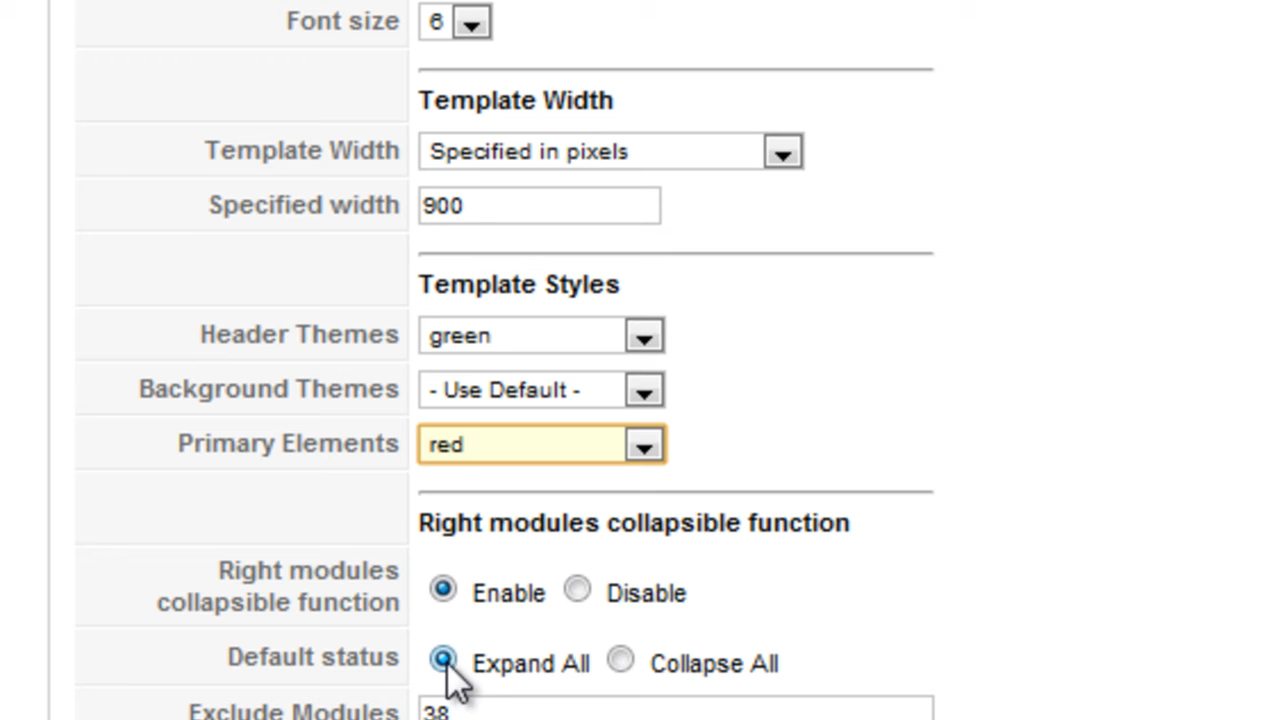 Font size 6
Template Width
Template Width Specified in pixels
Specified width 900
Template Styles
Header Themes green
Background Themes - Use Default -
Primary Elements red
Right modules collapsible function
Right modules
collapsible function Enable Disable
Default status Expand All Collapse All
Exclude Modules 38